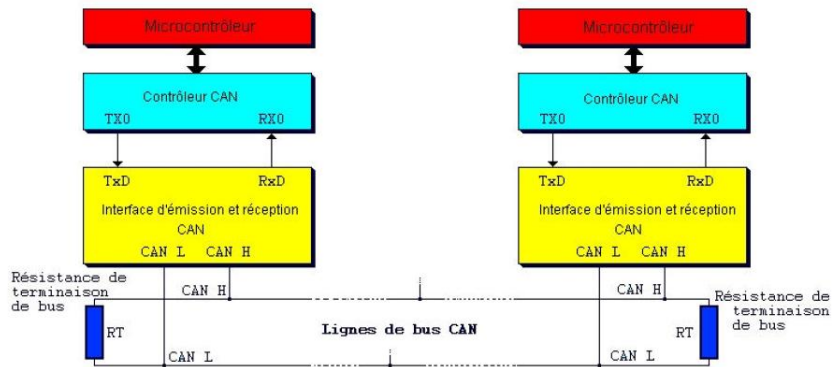 Microcontrôleur
Microcontrôleur
Contrôleur CAN
TX0 RX0
Contrôleur CAN
TX0 RX0
TxD RxD
Interface d'émission et réception
CAN
CAN L CAN H
TxD RxD
Interface d'émission et réception
CAN
CAN L CAN H
Résistance de
terminaison
de bus
CAN H
CAN H
Résistance de
terminaison
de bus
RT
Lignes de bus CAN
RT
CAN L
CAN L